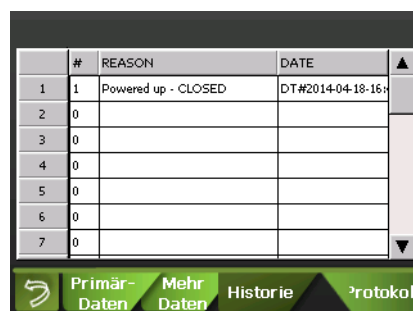 # REASON DATE
1 1 Powered up - CLOSED DT#2014-04-18-16:
2 0
3 0
4 0
5 0
6 0
7 0
Primär- Daten Mehr Daten Historie